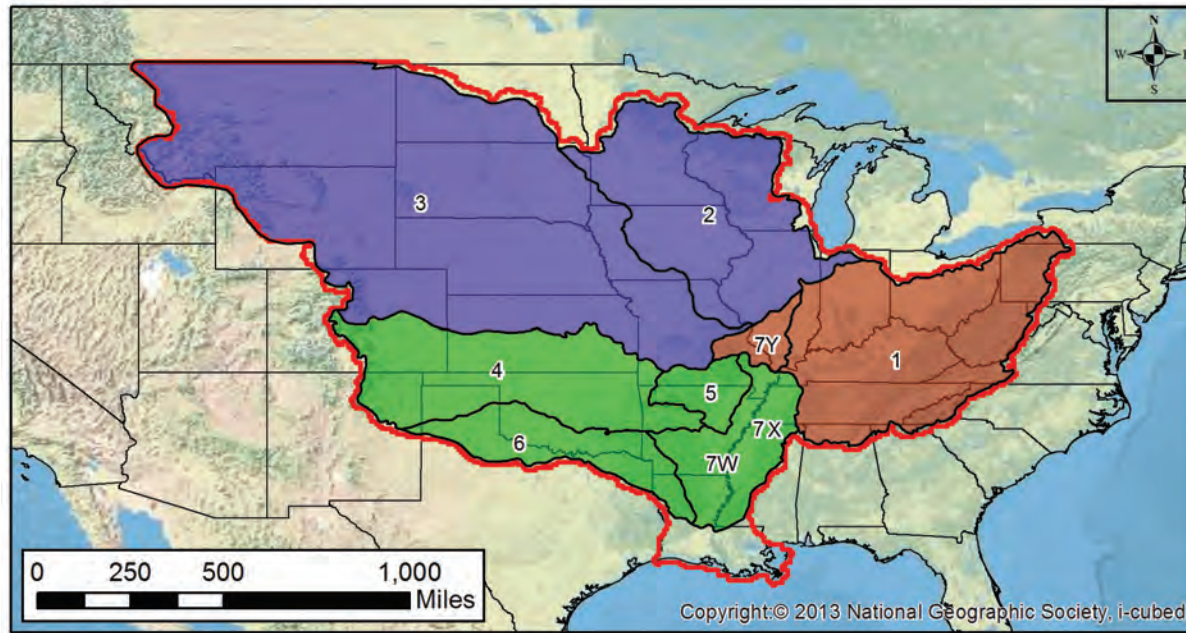 N
W E
S
3
2
7Y
1
4
5
7X
6
7W
0 250 500 1,000
Miles
Copyright:© 2013 National Geographic Society, i-cubed